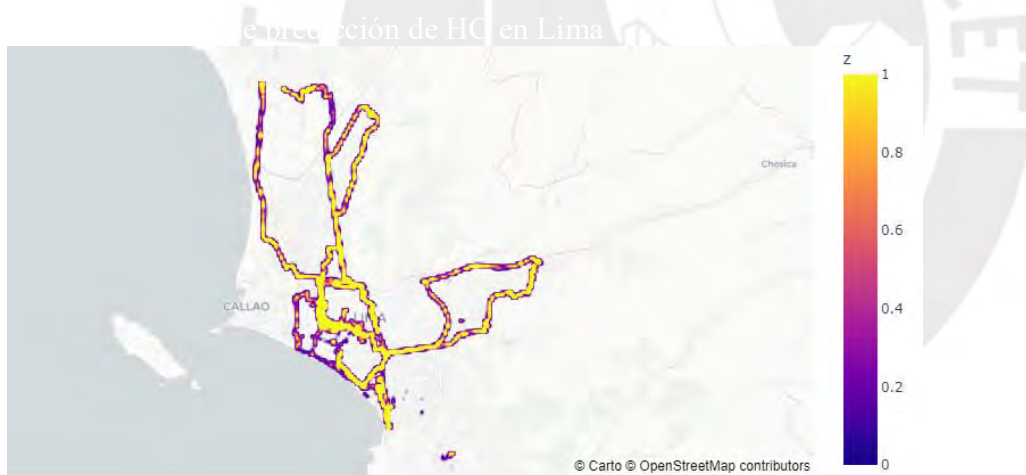 e predicción de HC en Lima
z
1
0.8
Chosica
0.6
CALLAO
LIMA
0.4
0.2
0
© Carto © OpenStreetMap contributors